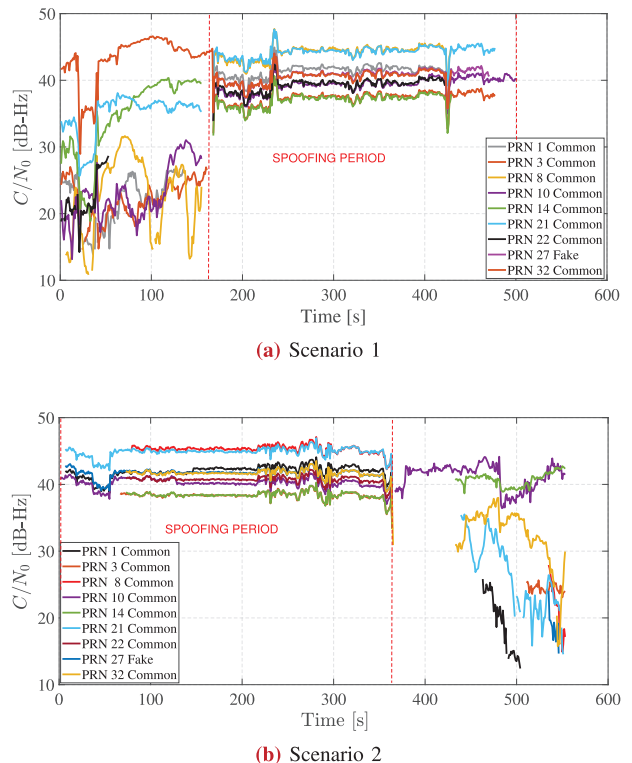 50
40
30
20
10
C/N0 [dB-Hz]
SPOOFING PERIOD
PRN 1 Common
PRN 3 Common
PRN 8 Common
PRN 10 Common
PRN 14 Common
PRN 21 Common
PRN 22 Common
PRN 27 Fake
PRN 32 Common
0 100 200 300 400 500 600
Time [s]
(a) Scenario 1
50
40
30
20
10
C/N0 [dB-Hz]
SPOOFING PERIOD
PRN 1 Common
PRN 3 Common
PRN 8 Common
PRN 10 Common
PRN 14 Common
PRN 21 Common
PRN 22 Common
PRN 27 Fake
PRN 32 Common
0 100 200 300 400 500 600
Time [s]
(b) Scenario 2